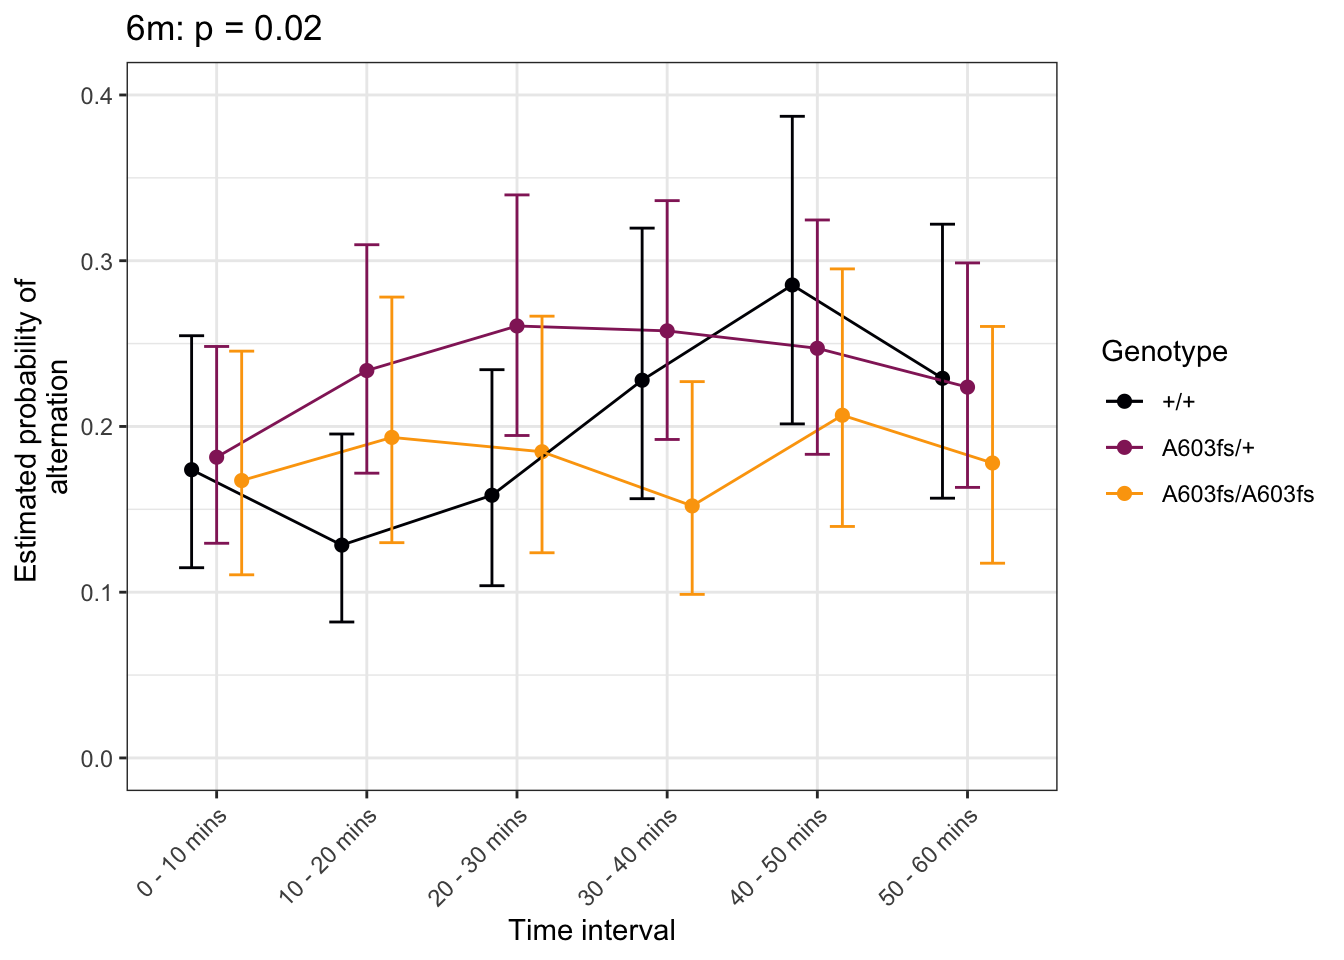 6m: p = 0.02
Estimated probability of
alternation
0.4
0.3
0.2
0.1
0.0
0 - 10 mins
10 - 20 mins
20 - 30 mins
30 - 40 mins
40 - 50 mins
50 - 60 mins
Time interval
Genotype
+/+
A603fs/+
A603fs/A603fs